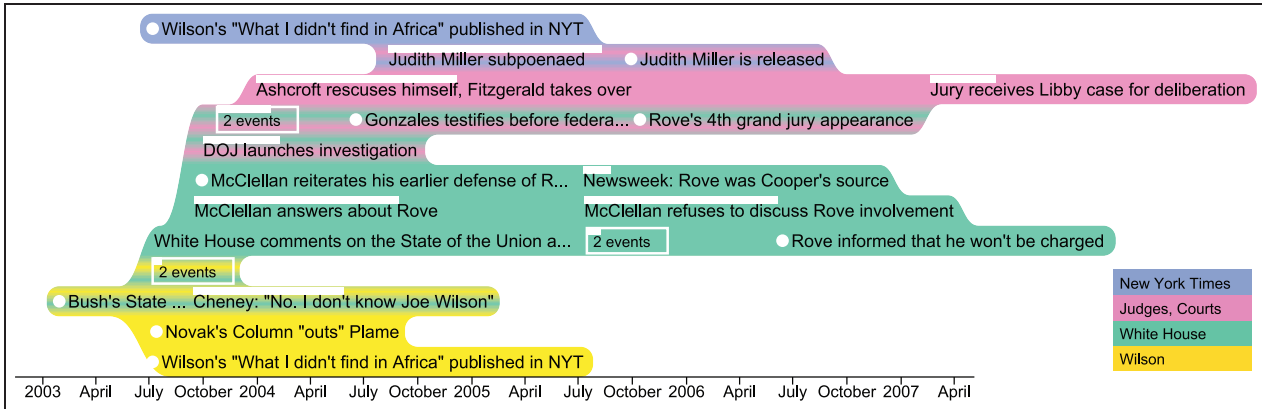 Wilson's "What I didn't find in Africa" published in NYT
Judith Miller subpoenaed Judith Miller is released
Ashcroft rescuses himself, Fitzgerald takes over Jury receives Libby case for deliberation
2 events Gonzales testifies before federa... Rove's 4th grand jury appearance
DOJ launches investigation
McClellan reiterates his earlier defense of R... Newsweek: Rove was Cooper's source
McClellan answers about Rove McClellan refuses to discuss Rove involvement
White House comments on the State of the Union a... 2 events Rove informed that he won't be charged
2 events
Bush's State ... Cheney: "No. I don't know Joe Wilson"
Novak's Column "outs" Plame
Wilson's "What I didn't find in Africa" published in NYT
New York Times
Judges, Courts
White House
Wilson
2003 April July October 2004 April July October 2005 April July October 2006 April July October 2007 April